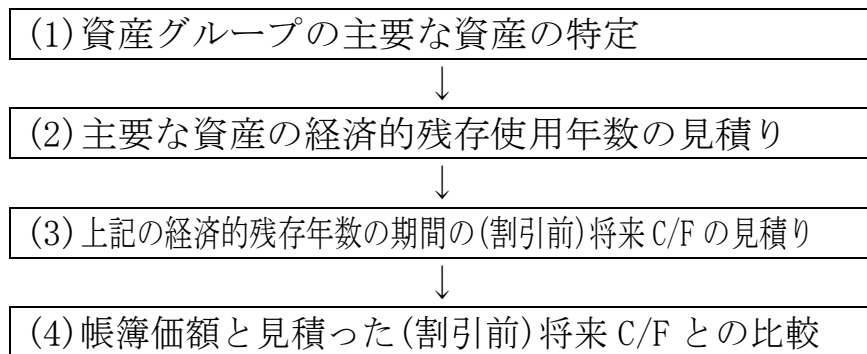 (1)資産グループの主要な資産の特定
↓
(2)主要な資産の経済的残存使用年数の見積り
↓
(3)上記の経済的残存年数の期間の(割引前)将来 C/F の見積り
↓
(4)帳簿価額と見積った(割引前)将来 C/F との比較